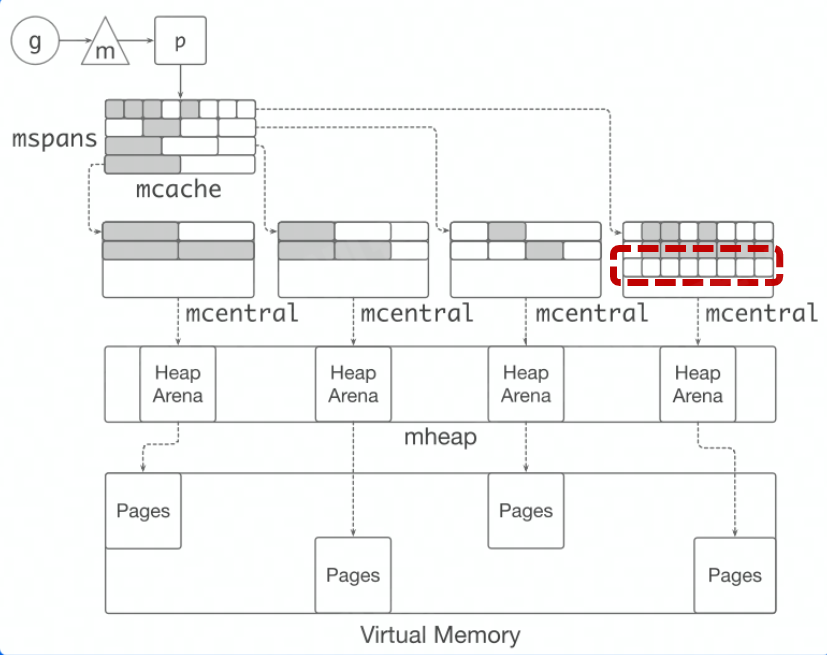 g
m
p
mspans
mcache
mcentral
mcentral
mcentral
mcentral
Heap
Arena
Heap
Arena
Heap
Arena
Heap
Arena
mheap
Pages
Pages
Pages
Pages
Virtual Memory